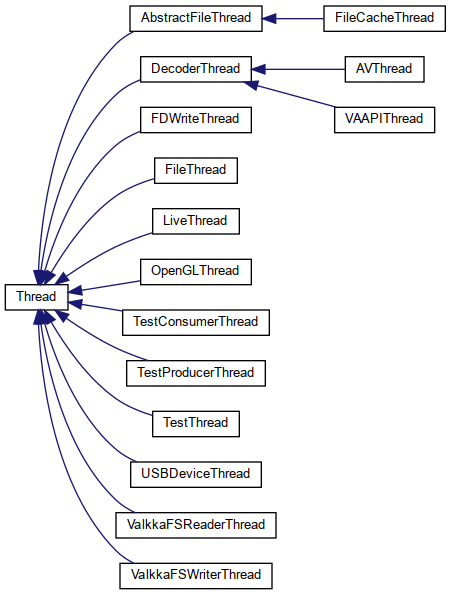 AbstractFileThread
FileCacheThread
DecoderThread
AVThread
VAAPIThread
FDWriteThread
FileThread
LiveThread
OpenGLThread
Thread
TestConsumerThread
TestProducerThread
TestThread
USBDeviceThread
ValkkaFSReaderThread
ValkkaFSWriterThread